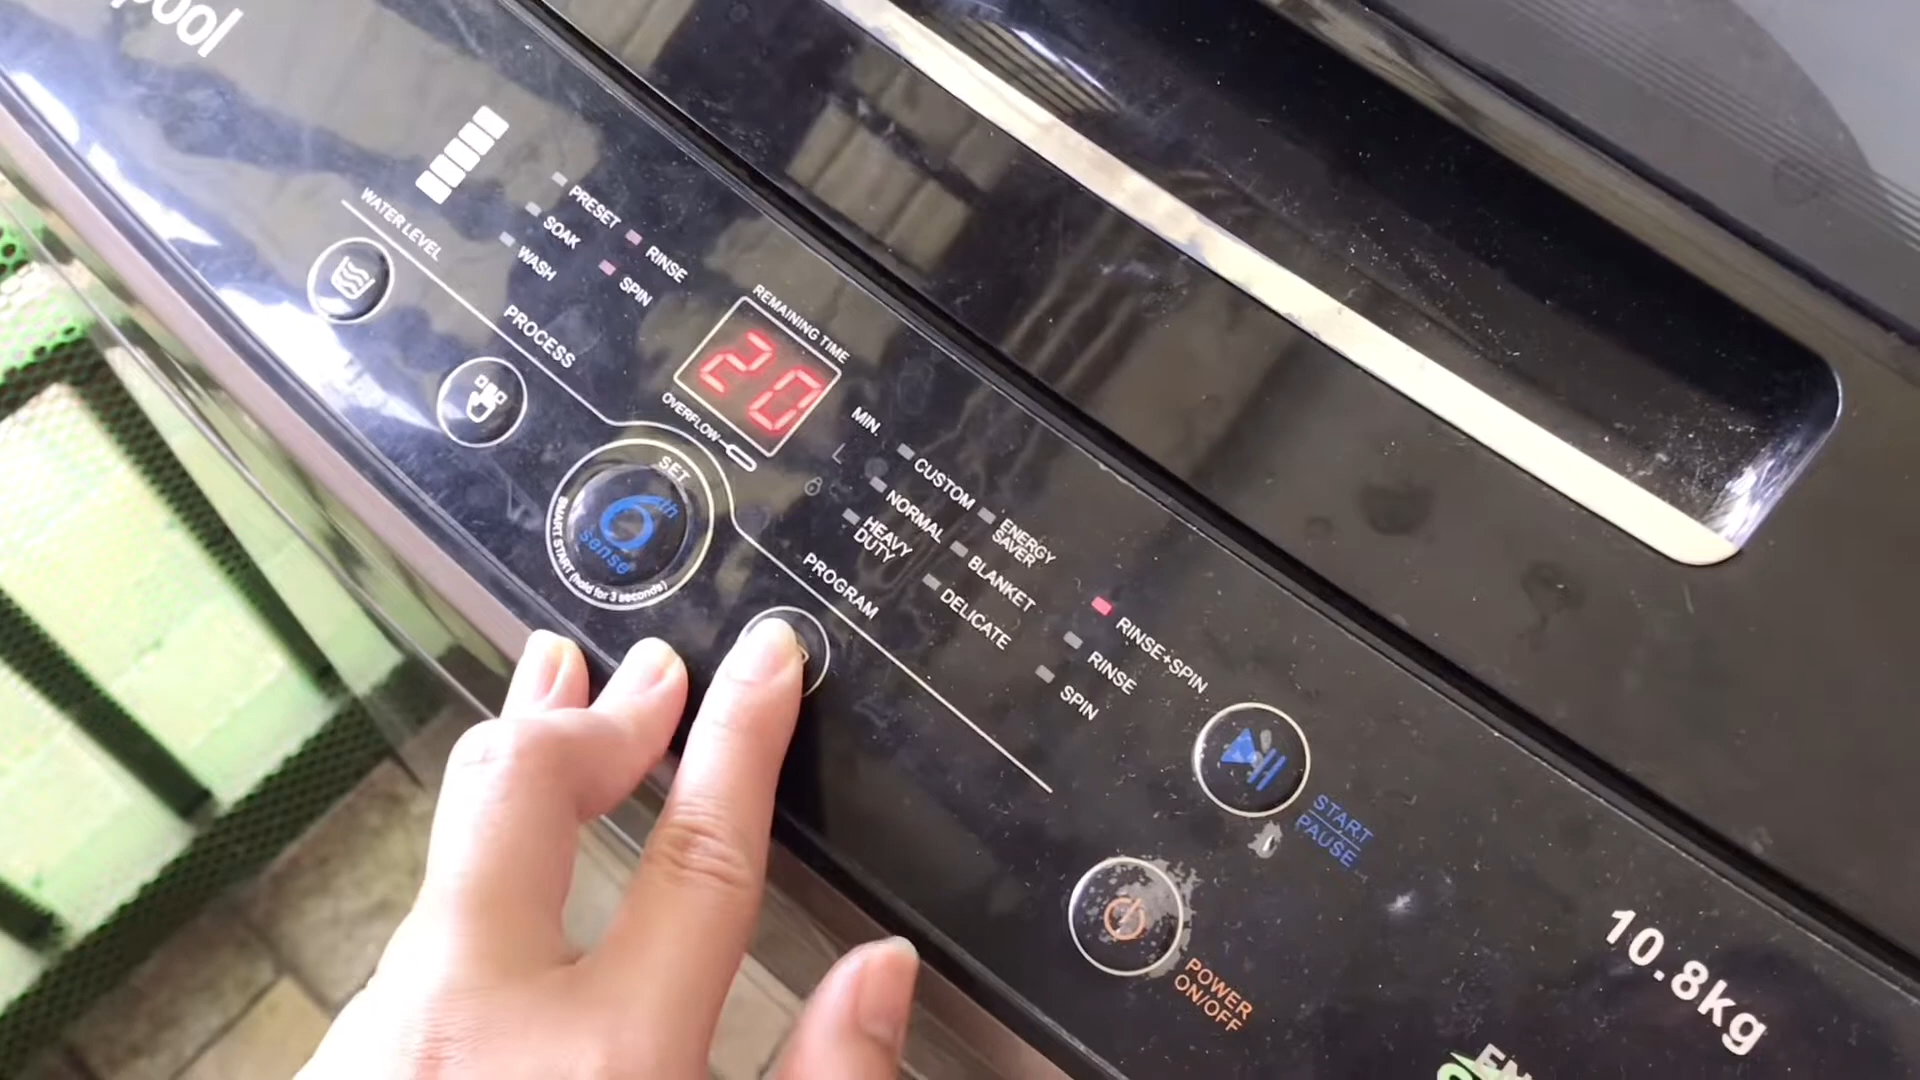 pool
WATER LEVEL
PRESET
SOAK
WASH
RINSE
SPIN
PROCESS
REMAINING TIME
20
MIN.
OVERFLOW
SET
6th
sense
SMART START (hold for 3 seconds)
CUSTOM
NORMAL
HEAVY
DUTY
ENERGY
SAVER
BLANKET
DELICATE
RINSE+SPIN
RINSE
SPIN
PROGRAM
START
PAUSE
POWER
ON/OFF
10.8kg